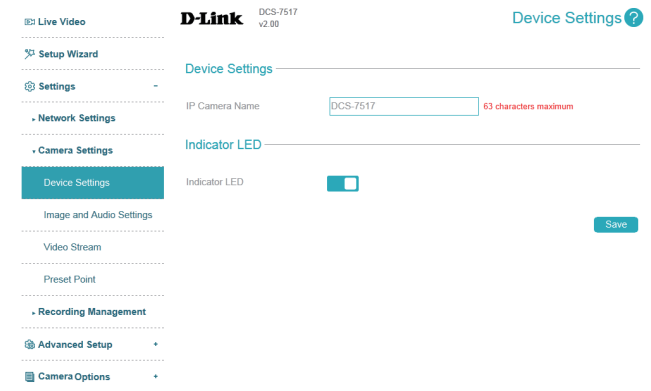 Live Video
Setup Wizard
Settings -
Network Settings
Camera Settings
Device Settings
Image and Audio Settings
Video Stream
Preset Point
Recording Management
Advanced Setup +
Camera Options +
D-Link
DCS-7517
v2.00
Device Settings ?
Device Settings
IP Camera Name DCS-7517 63 characters maximum
Indicator LED
Indicator LED
Save